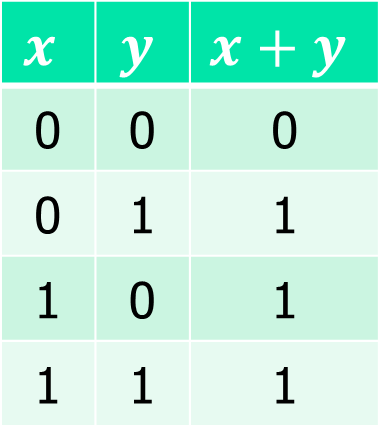 x y x + y
0 0 0
0 1 1
1 0 1
1 1 1